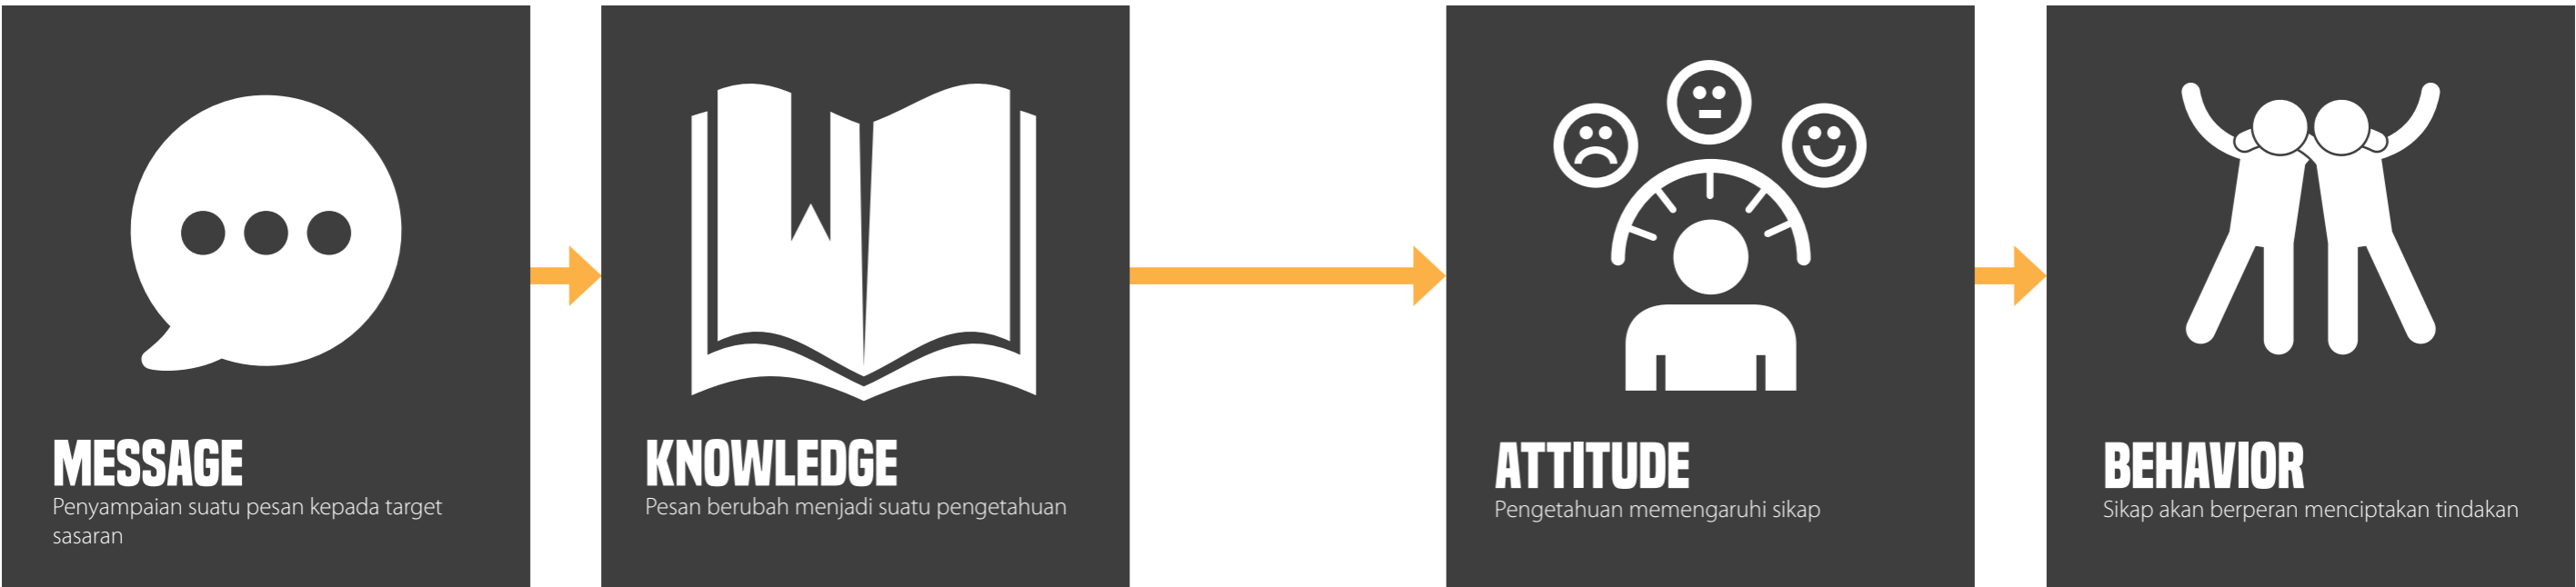 MESSAGE
Penyampaian suatu pesan kepada target
sasaran
KNOWLEDGE
Pesan berubah menjadi suatu pengetahuan
ATTITUDE
Pengetahuan memengaruhi sikap
BEHAVIOR
Sikap akan berperan menciptakan tindakan